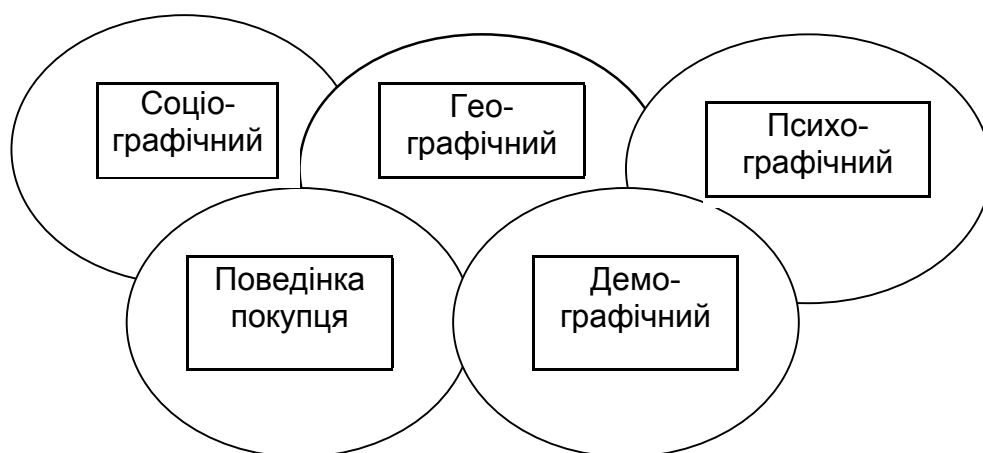 Соціо-
графічний
Гео-
графічний
Психо-
графічний
Поведінка
покупця
Демо-
графічний